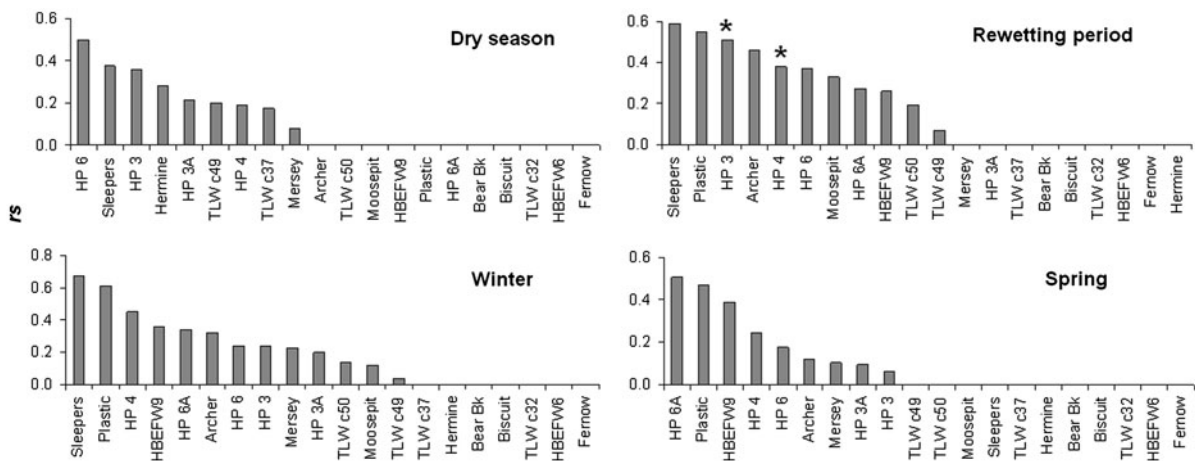 Dry season
0.6
0.4
0.2
0.0
HP 6
Sleepers
HP 3
Hermine
HP 3A
TLW c49
HP 4
TLW c37
Mersey
Archer
TLW c50
Moosepit
HBEFW9
Plastic
HP 6A
Bear Bk
Biscuit
TLW c32
HBEFW6
Fernow
Rewetting period
0.6
0.4
0.2
0.0
*
*
Sleepers
Plastic
HP 3
Archer
HP 4
HP 6
Moosepit
HP 6A
HBEFW9
TLW c50
TLW c49
Mersey
HP 3A
TLW c37
Bear Bk
Biscuit
TLW c32
HBEFW6
Fernow
Hermine
rs
Winter
0.8
0.6
0.4
0.2
0.0
Sleepers
Plastic
HP 4
HBEFW9
HP 6A
Archer
HP 6
HP 3
Mersey
HP 3A
TLW c50
Moosepit
TLW c49
TLW c37
Hermine
Bear Bk
Biscuit
TLW c32
HBEFW6
Fernow
Spring
0.6
0.4
0.2
0.0
HP 6A
Plastic
HBEFW9
HP 4
HP 6
Archer
Mersey
HP 3A
HP 3
TLW c49
TLW c50
Moosepit
Sleepers
TLW c37
Hermine
Bear Bk
Biscuit
TLW c32
HBEFW6
Fernow